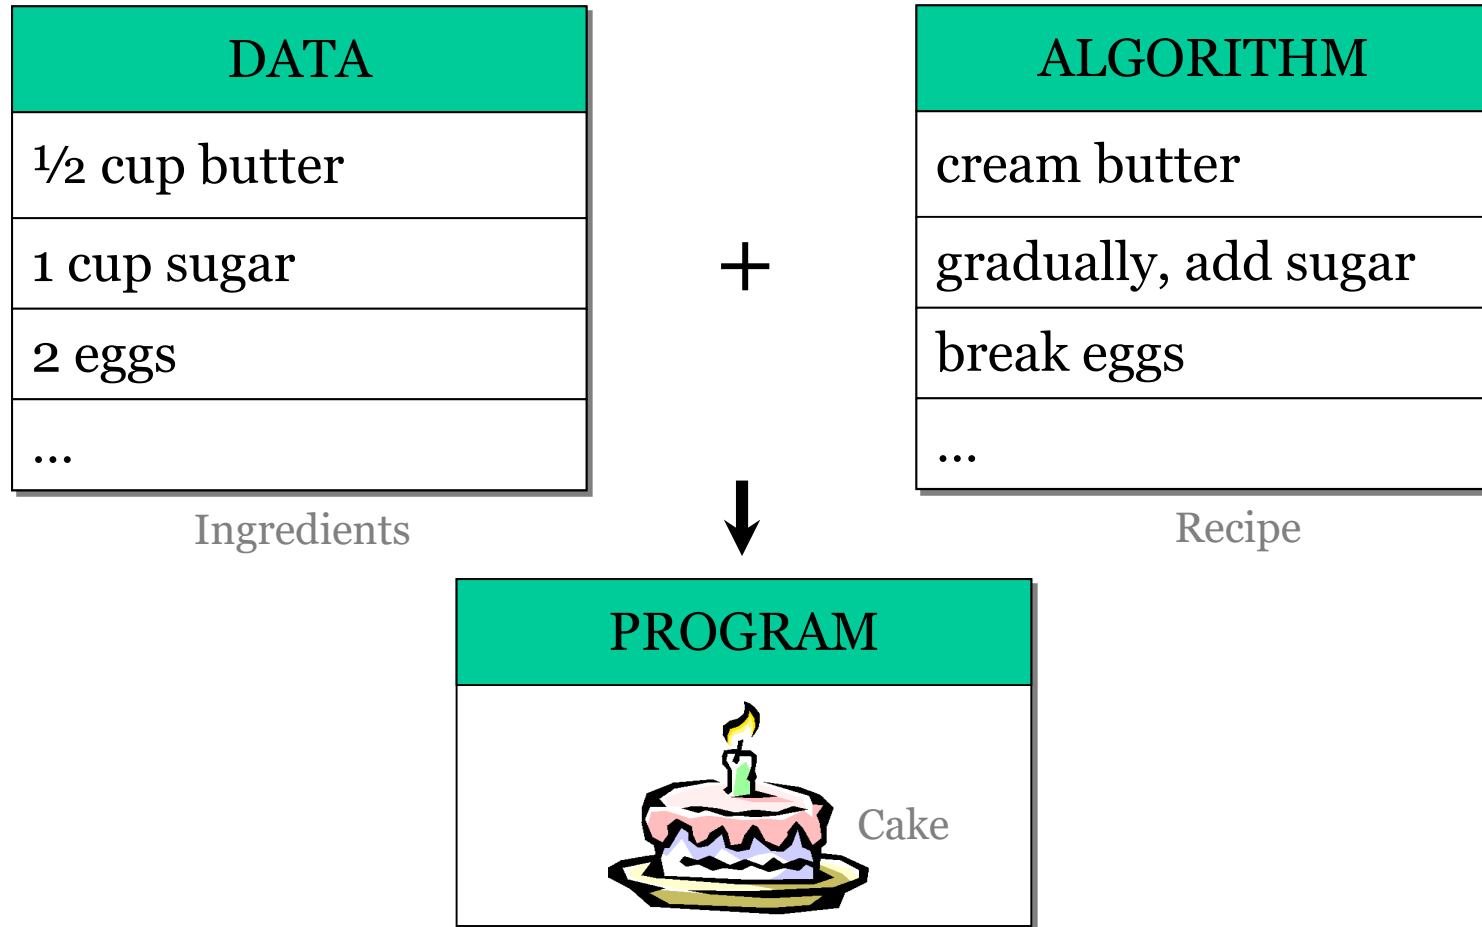 DATA
½ cup butter
1 cup sugar
2 eggs
...
Ingredients
+
ALGORITHM
cream butter
gradually, add sugar
break eggs
...
Recipe
PROGRAM
Cake